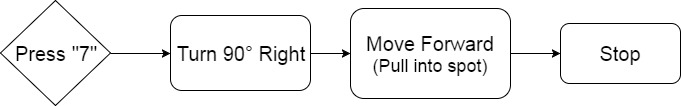 Press "7"
Turn 90° Right
Move Forward
(Pull into spot)
Stop